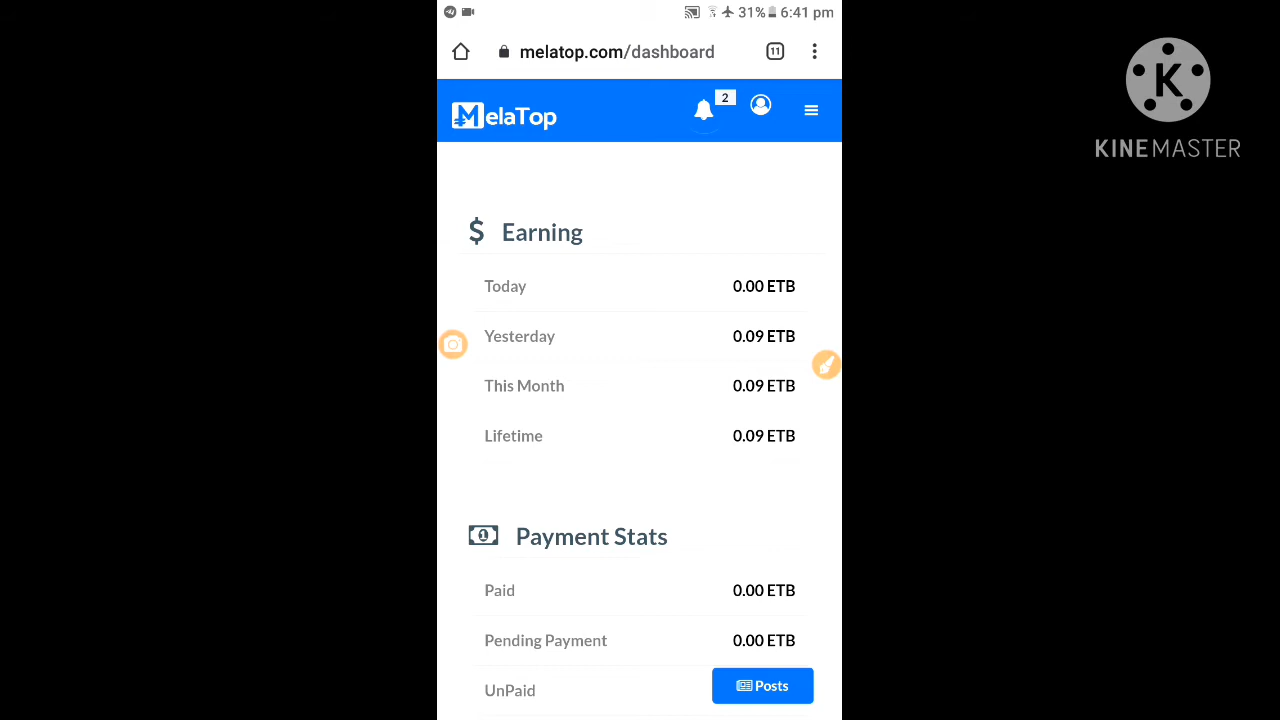 31% 6:41 pm
melatop.com/dashboard 11
MelaTop 2
KINEMASTER
K
$ Earning
Today 0.00 ETB
Yesterday 0.09 ETB
This Month 0.09 ETB
Lifetime 0.09 ETB
1 Payment Stats
Paid 0.00 ETB
Pending Payment 0.00 ETB
UnPaid
Posts